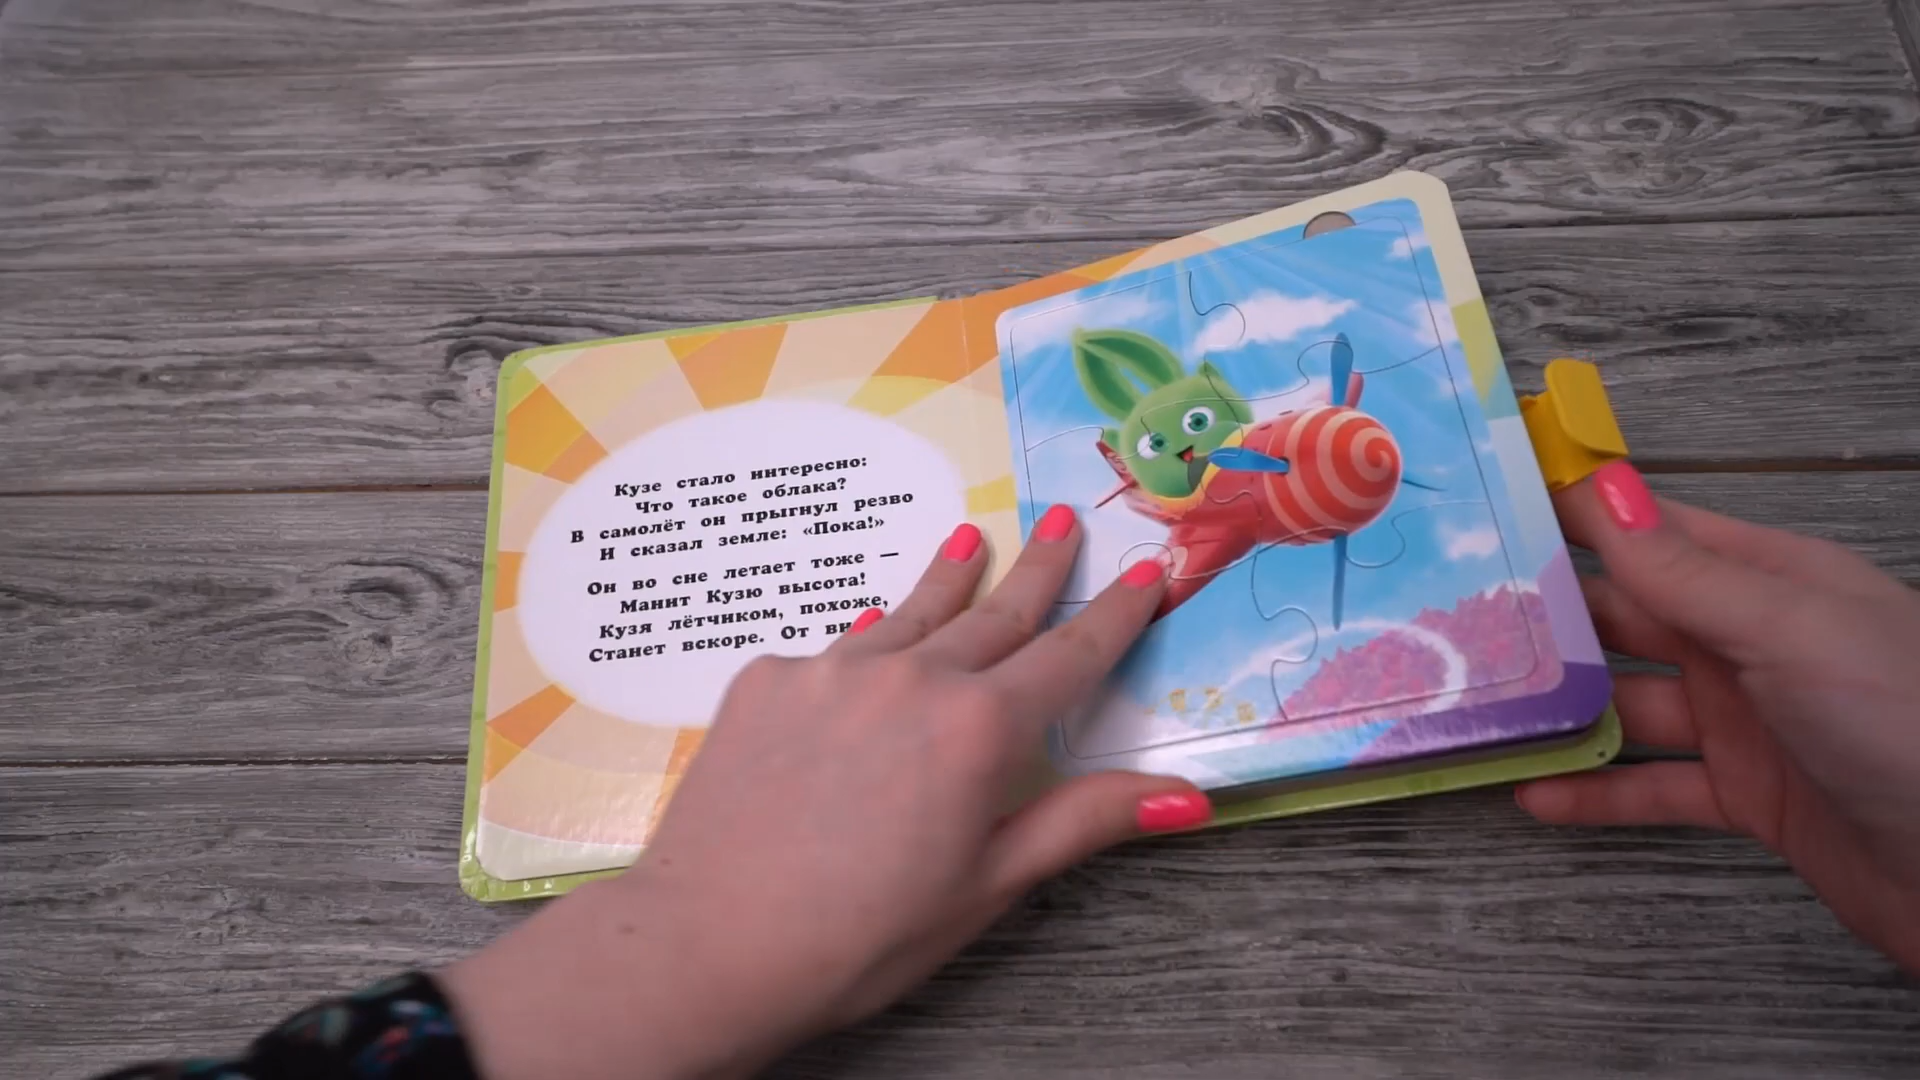 Кузе стало интересно:
Что такое облака?
В самолёт он прыгнул резво
И сказал земле: «Пока!»
Он во сне летает тоже —
Манит Кузю высота!
Кузя лётчиком, похоже,
Станет вскоре. От